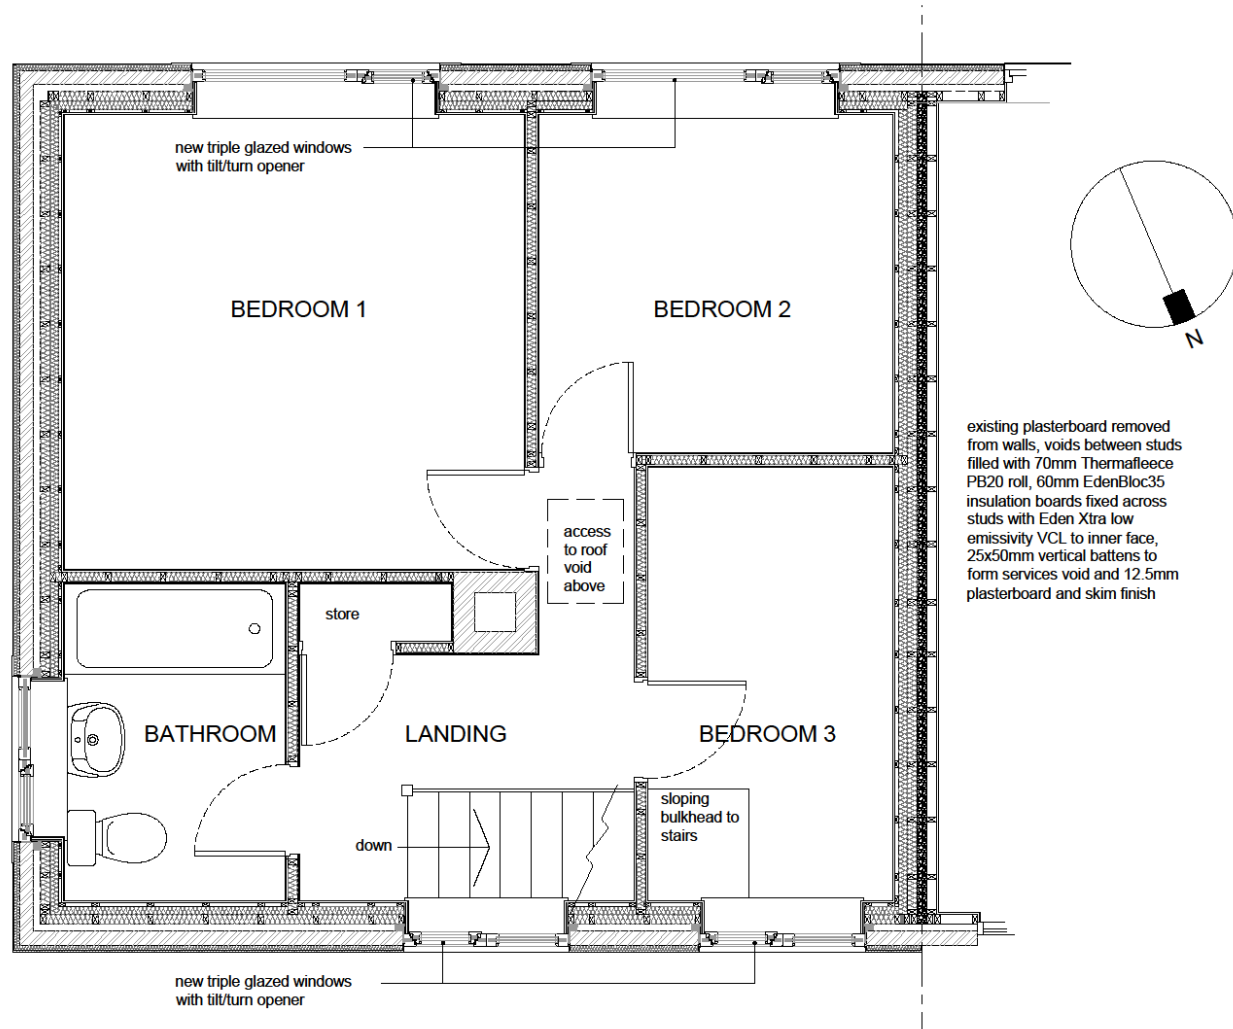 new triple glazed windows
with tilt/turn opener
BEDROOM 1
BEDROOM 2
N
existing plasterboard removed
from walls, voids between studs
filled with 70mm Thermafleece
PB20 roll, 60mm EdenBloc35
insulation boards fixed across
studs with Eden Xtra low
emissivity VCL to inner face,
25x50mm vertical battens to
form services void and 12.5mm
plasterboard and skim finish
access
to roof
void
above
store
BATHROOM
LANDING
BEDROOM 3
sloping
bulkhead to
stairs
down
new triple glazed windows
with tilt/turn opener